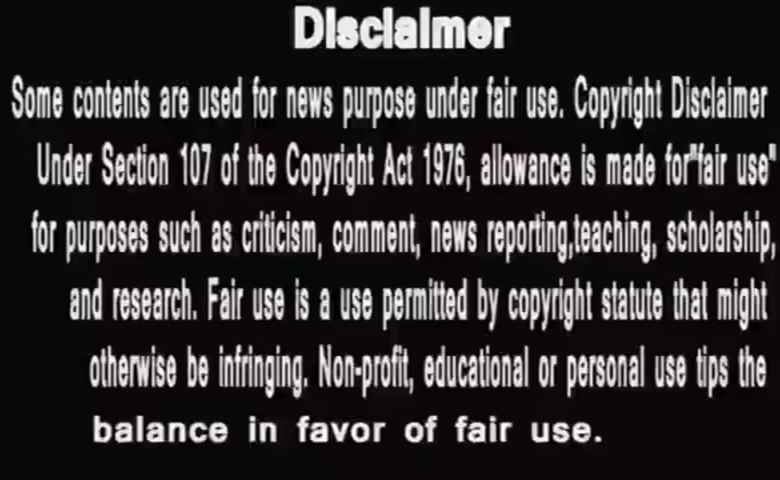 Disclaimer
Some contents are used for news purpose under fair use. Copyright Disclaimer
Under Section 107 of the Copyright Act 1976, allowance is made for"fair use"
for purposes such as criticism, comment, news reporting,teaching, scholarship,
and research. Fair use is a use permitted by copyright statute that might
otherwise be infringing. Non-profit, educational or personal use tips the
balance in favor of fair use.